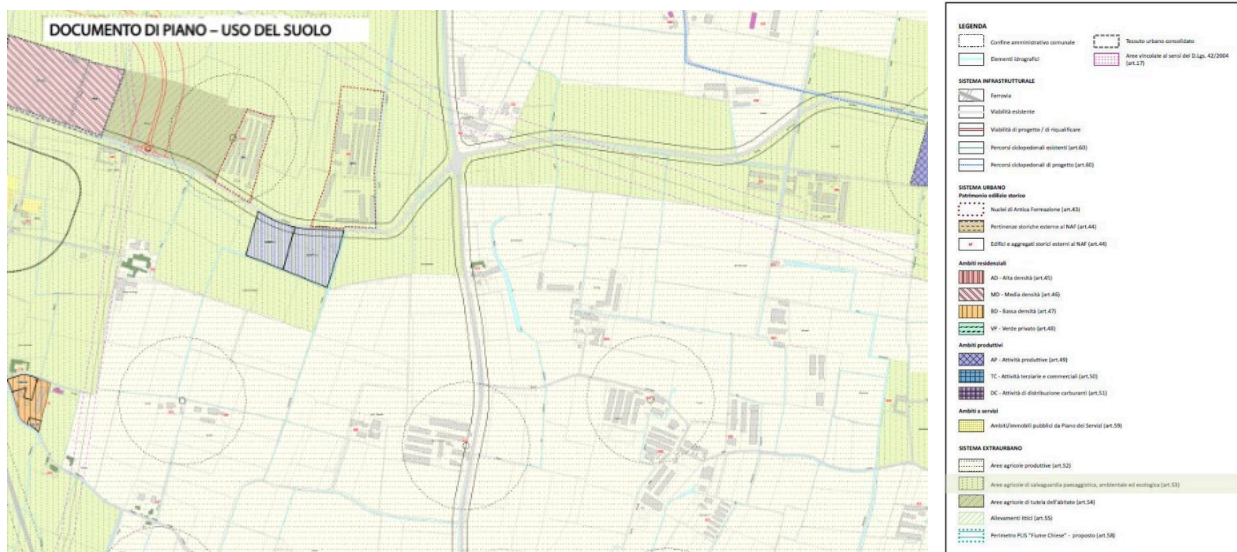 DOCUMENTO DI PIANO – USO DEL SUOLO
LEGENDA
Confine amministrativo comunale
Tessuto urbano consolidato
Elementi idrografici
Aree vincolate ai sensi del D.Lgs. 42/2004
(art.17)
SISTEMA INFRASTRUTTURALE
Ferrovia
Viabilità esistente
Viabilità di progetto / di riqualificare
Percorsi ciclopedonali esistenti (art.60)
Percorsi ciclopedonali di progetto (art.60)
SISTEMA URBANO
Patrimonio edilizio storico
Nuclei di Antica Formazione (art.43)
Pertinenze storiche esterne al NAF (art.44)
Edifici e aggregati storici esterni al NAF (art.44)
Ambiti residenziali
AD - Alta densità (art.45)
MD - Media densità (art.46)
BD - Bassa densità (art.47)
VP - Verde privato (art.48)
Ambiti produttivi
AP - Attività produttive (art.49)
TC - Attività terziarie e commerciali (art.50)
DC - Attività di distribuzione carburanti (art.51)
Ambiti a servizi
Ambiti/immobili pubblici da Piano dei Servizi (art.59)
SISTEMA EXTRAURBANO
Aree agricole produttive (art.52)
Aree agricole di salvaguardia paesaggistica, ambientale ed ecologica (art.53)
Aree agricole di tutela dell'abitato (art.54)
Allevamenti ittici (art.55)
Perimetro PLIS "Fiume Chiese" - proposto (art.58)